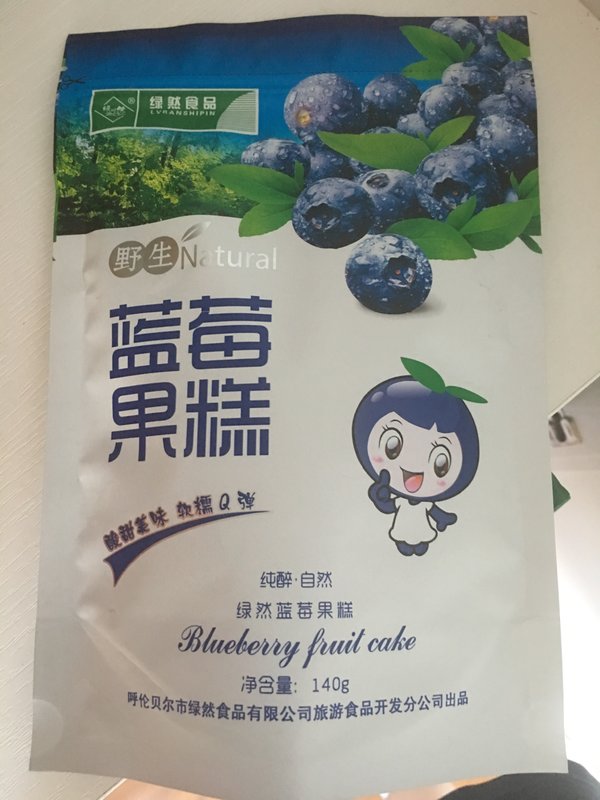 绿然®
绿然食品
LVRANSHIPIN
野生Natural
蓝莓
果糕
酸甜美味 软糯Q弹
纯醉·自然
绿然蓝莓果糕
Blueberry fruit cake
净含量: 140g
呼伦贝尔市绿然食品有限公司旅游食品开发分公司出品